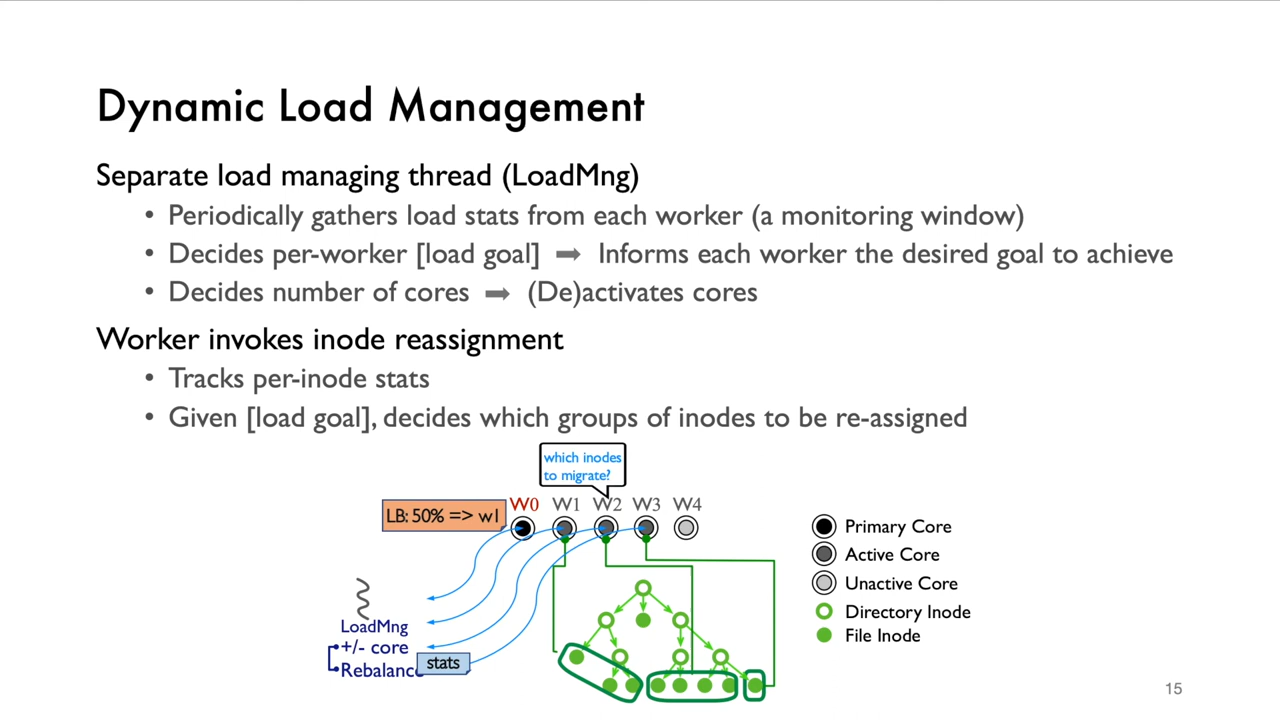 Dynamic Load Management
Separate load managing thread (LoadMng)
• Periodically gathers load stats from each worker (a monitoring window)
• Decides per-worker [load goal] ➡ Informs each worker the desired goal to achieve
• Decides number of cores ➡ (De)activates cores
Worker invokes inode reassignment
• Tracks per-inode stats
• Given [load goal], decides which groups of inodes to be re-assigned
which inodes
to migrate?
LB: 50% => w1
W0 W1 W2 W3 W4
Primary Core
Active Core
Unactive Core
Directory Inode
File Inode
LoadMng
+/- core
Rebalance
stats
15